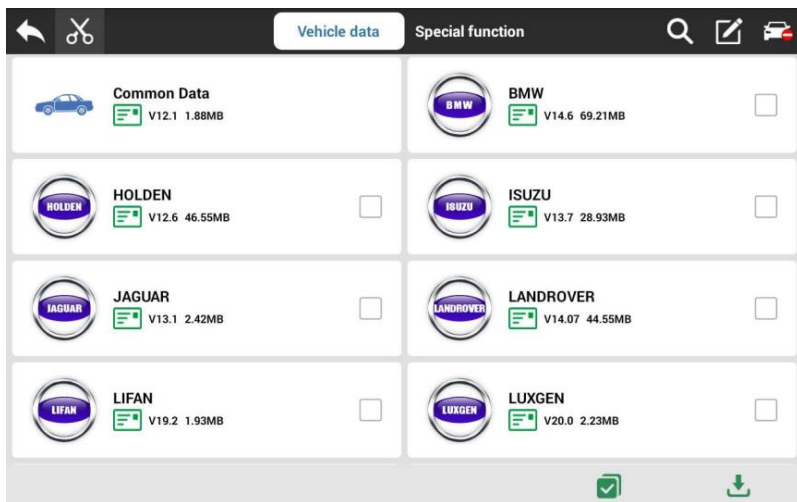 Vehicle data
Special function
Common Data
V12.1 1.88MB
BMW
BMW
V14.6 69.21MB
HOLDEN
HOLDEN
V12.6 46.55MB
ISUZU
ISUZU
V13.7 28.93MB
JAGUAR
JAGUAR
V13.1 2.42MB
LANDROVER
LANDROVER
V14.07 44.55MB
LIFAN
LIFAN
V19.2 1.93MB
LUXGEN
LUXGEN
V20.0 2.23MB